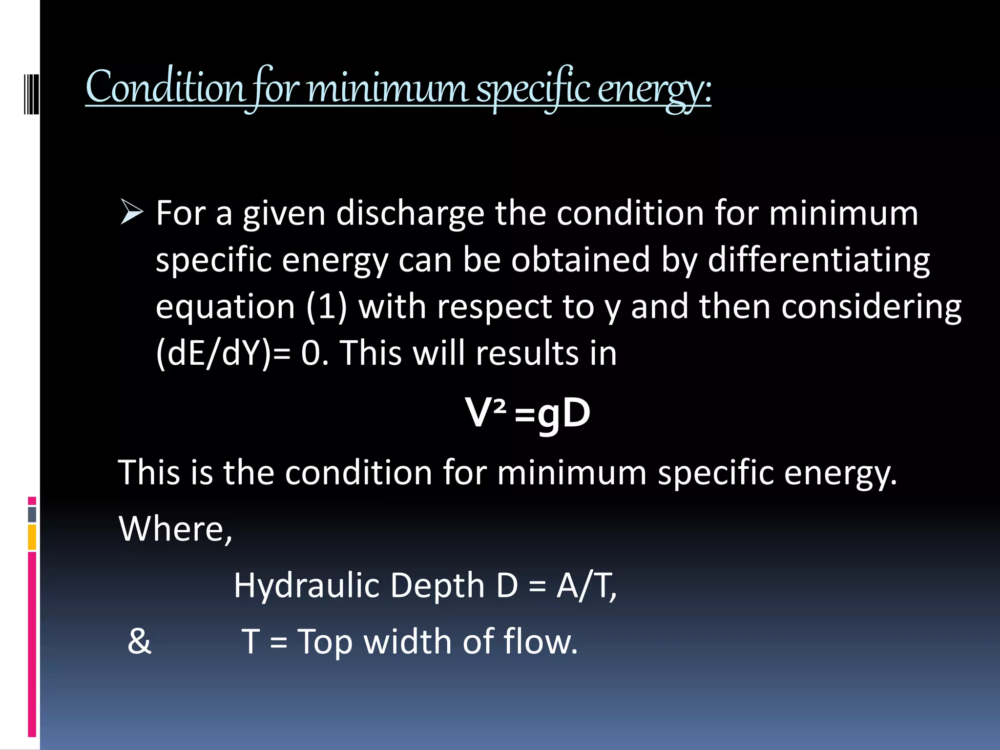 Condition for minimum specific energy:
➢ For a given discharge the condition for minimum
specific energy can be obtained by differentiating
equation (1) with respect to y and then considering
(dE/dY)= 0. This will results in
V² =gD
This is the condition for minimum specific energy.
Where,
Hydraulic Depth D = A/T,
& T = Top width of flow.